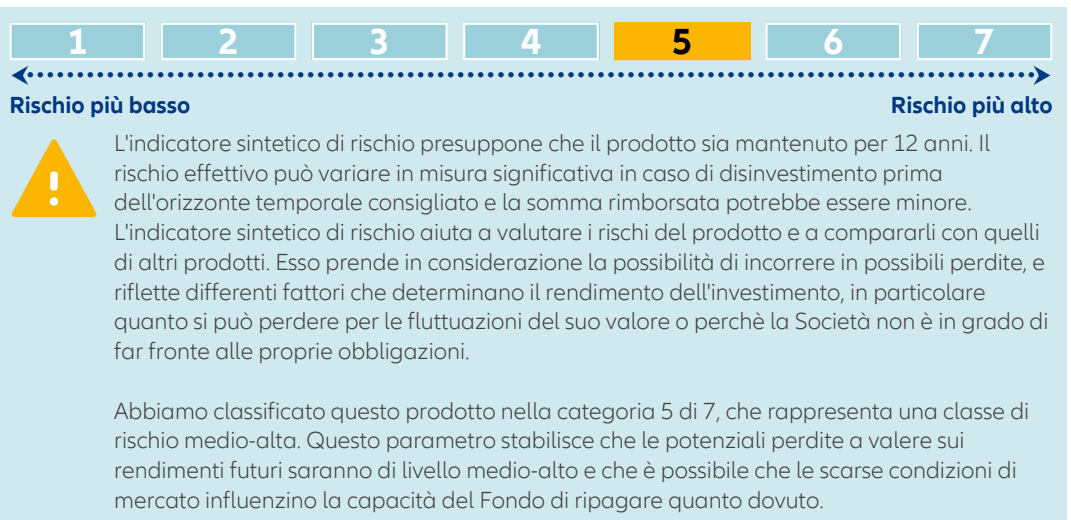 1 2 3 4 5 6 7
Rischio più basso Rischio più alto
L'indicatore sintetico di rischio presuppone che il prodotto sia mantenuto per 12 anni. Il
rischio effettivo può variare in misura significativa in caso di disinvestimento prima
dell'orizzonte temporale consigliato e la somma rimborsata potrebbe essere minore.
L'indicatore sintetico di rischio aiuta a valutare i rischi del prodotto e a compararli con quelli
di altri prodotti. Esso prende in considerazione la possibilità di incorrere in possibili perdite, e
riflette differenti fattori che determinano il rendimento dell'investimento, in particolare
quanto si può perdere per le fluttuazioni del suo valore o perchè la Società non è in grado di
far fronte alle proprie obbligazioni.
Abbiamo classificato questo prodotto nella categoria 5 di 7, che rappresenta una classe di
rischio medio-alta. Questo parametro stabilisce che le potenziali perdite a valere sui
rendimenti futuri saranno di livello medio-alto e che è possibile che le scarse condizioni di
mercato influenzino la capacità del Fondo di ripagare quanto dovuto.